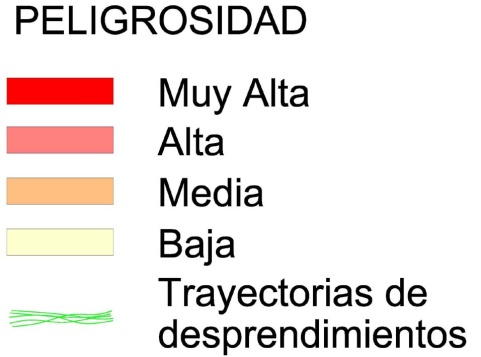 PELIGROSIDAD
Muy Alta
Alta
Media
Baja
Trayectorias de
desprendimientos